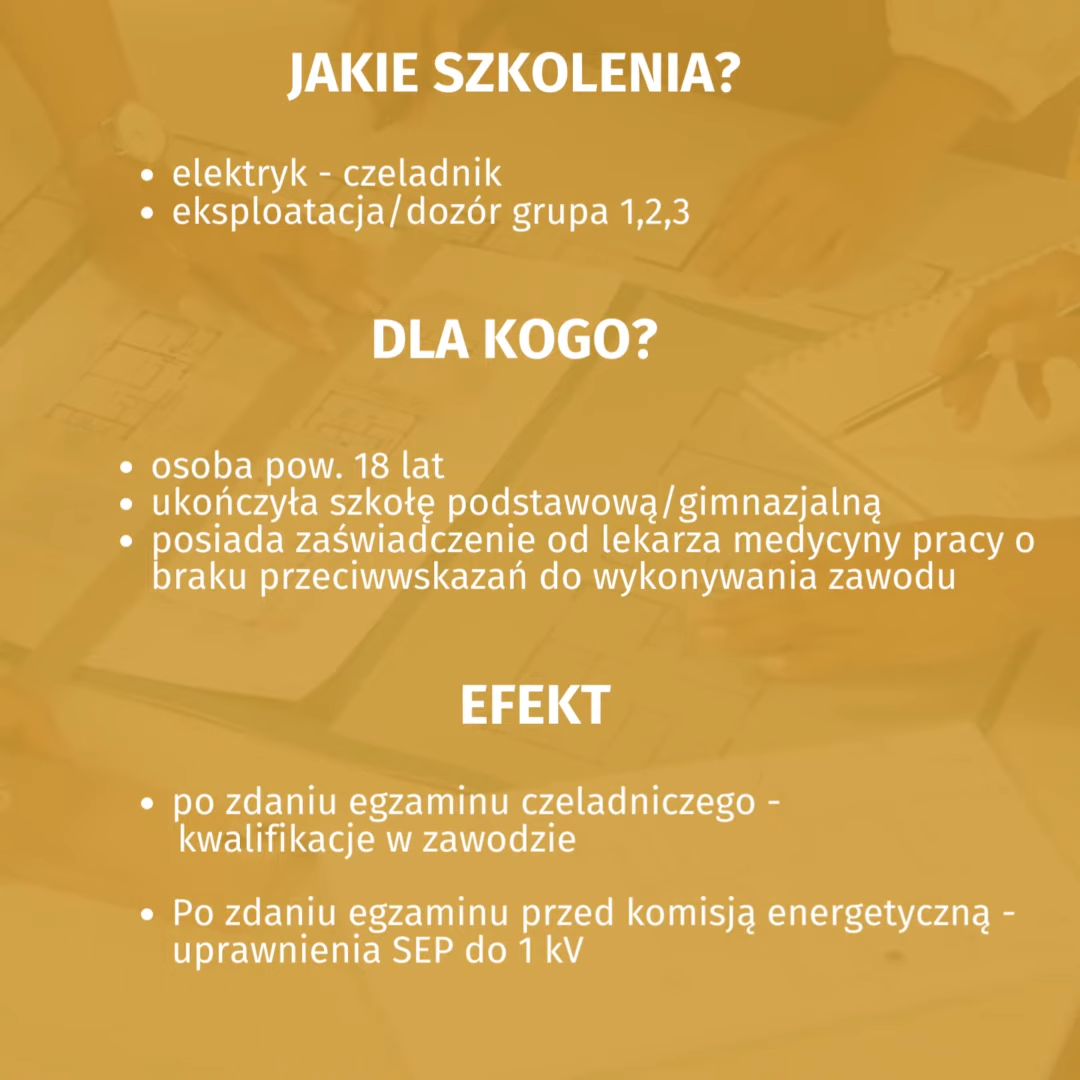 JAKIE SZKOLENIA?
• elektryk - czeladnik
• eksploatacja/dozór grupa 1,2,3
DLA KOGO?
• osoba pow. 18 lat
• ukończyła szkołę podstawową/gimnazjalną
• posiada zaświadczenie od lekarza medycyny pracy o
braku przeciwwskazań do wykonywania zawodu
EFEKT
• po zdaniu egzaminu czeladniczego -
kwalifikacje w zawodzie
• Po zdaniu egzaminu przed komisją energetyczną -
uprawnienia SEP do 1 kV